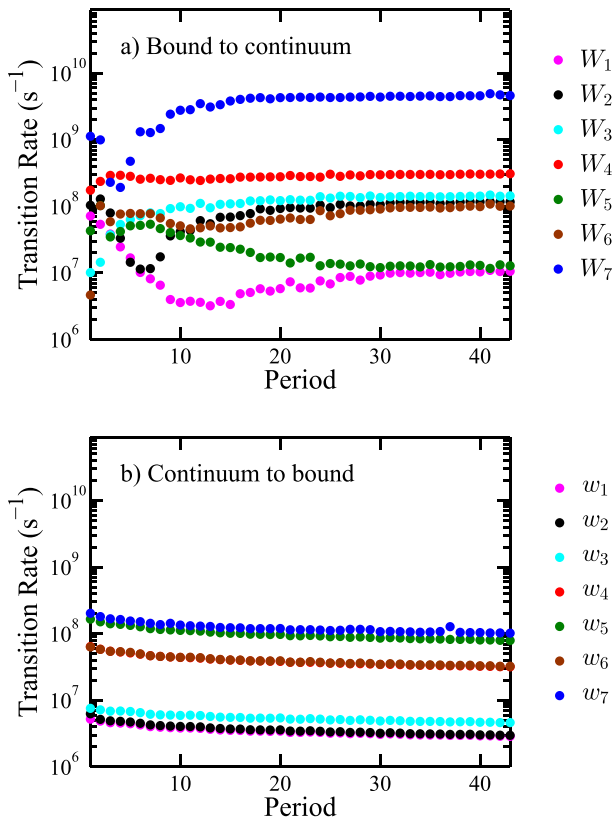 a) Bound to continuum
Transition Rate (s⁻¹)
10¹⁰
10⁹
10⁸
10⁷
10⁶
10
20
30
40
Period
W₁
W₂
W₃
W₄
W₅
W₆
W₇
b) Continuum to bound
Transition Rate (s⁻¹)
10¹⁰
10⁹
10⁸
10⁷
10⁶
10
20
30
40
Period
w₁
w₂
w₃
w₄
w₅
w₆
w₇